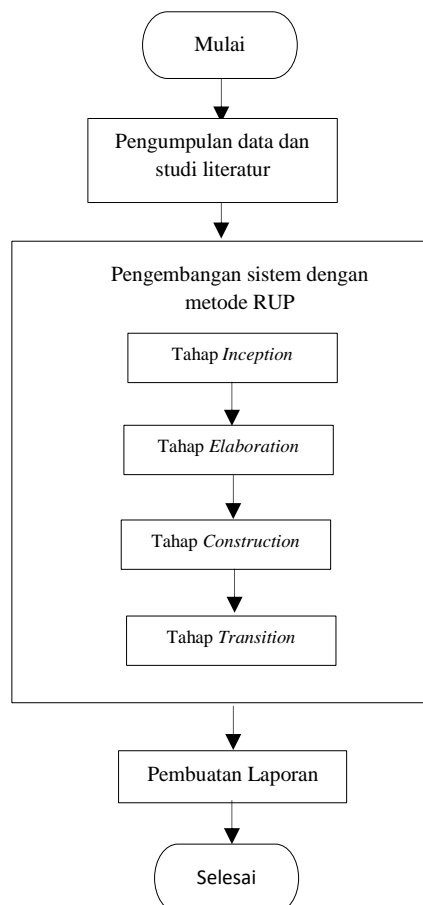 Mulai
Pengumpulan data dan
studi literatur
Pengembangan sistem dengan
metode RUP
Tahap Inception
Tahap Elaboration
Tahap Construction
Tahap Transition
Pembuatan Laporan
Selesai